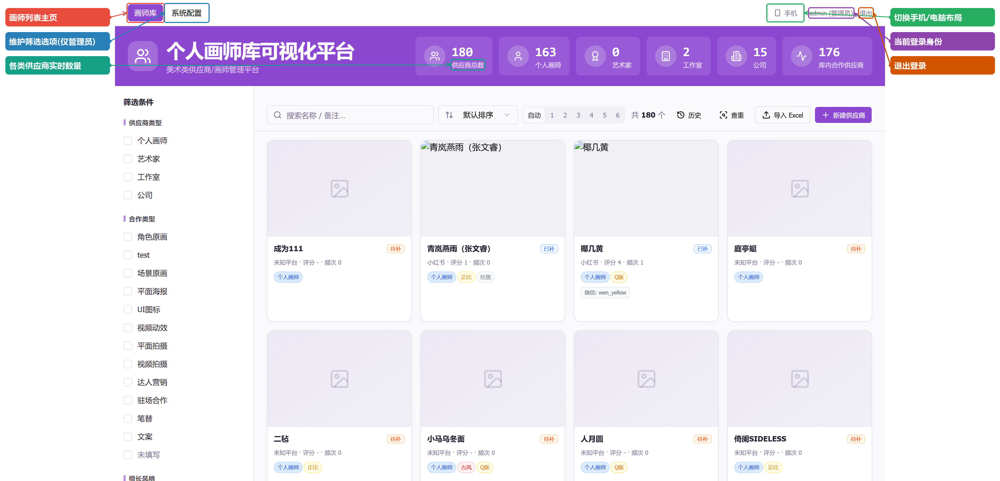 画师列表主页
维护筛选选项(仅管理员)
各类供应商实时数量
画师库
系统配置
手机
admin (管理员)
退出
切换手机/电脑布局
当前登录身份
退出登录
个人画师库可视化平台
美术类供应商/画师管理平台
180
供应商总数
163
个人画师
0
艺术家
2
工作室
15
公司
176
库内合作供应商
筛选条件
供应商类型
个人画师
艺术家
工作室
公司
合作类型
角色原画
test
场景原画
平面海报
UI图标
视频动效
平面拍摄
视频拍摄
达人营销
驻场合作
笔替
文案
未填写
擅长风格
搜索名称 / 备注...
默认排序
自动 1 2 3 4 5 6
共 180 个
历史
查重
导入 Excel
新建供应商
成为111
待补
未知平台 · 评分 - · 频次 0
个人画师
青岚燕雨（张文睿）
青岚燕雨（张文睿）
已补
小红书 · 评分 1 · 频次 0
个人画师 正比 拉黑
椰几黄
椰几黄
已补
小红书 · 评分 4 · 频次 1
个人画师 Q版
微信: wen_yellow
庭亭蜓
待补
未知平台 · 评分 - · 频次 0
个人画师
二毡
待补
未知平台 · 评分 - · 频次 0
个人画师 正比
小马乌冬面
待补
未知平台 · 评分 - · 频次 0
个人画师 古风 Q版
人月圆
待补
未知平台 · 评分 - · 频次 0
个人画师 Q版
倚阑SIDELESS
待补
未知平台 · 评分 - · 频次 0
个人画师 正比